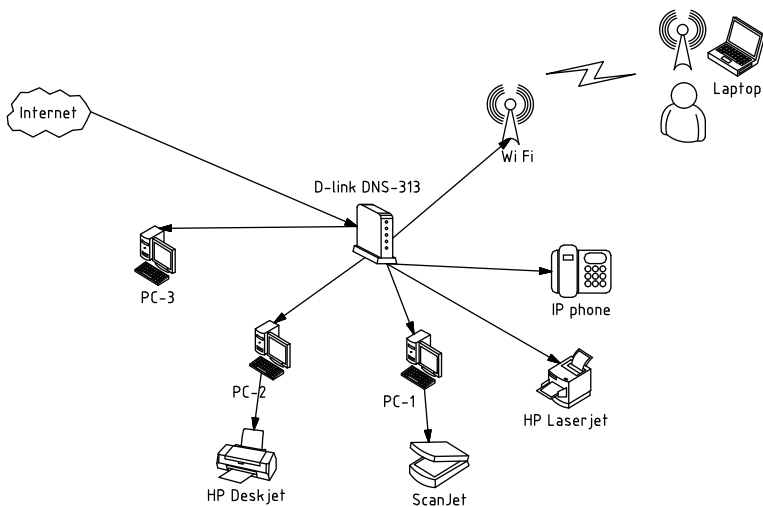 Laptop
Internet
Wi Fi
D-link DNS-313
PC-3
IP phone
PC-2
PC-1
HP Laserjet
HP Deskjet
ScanJet